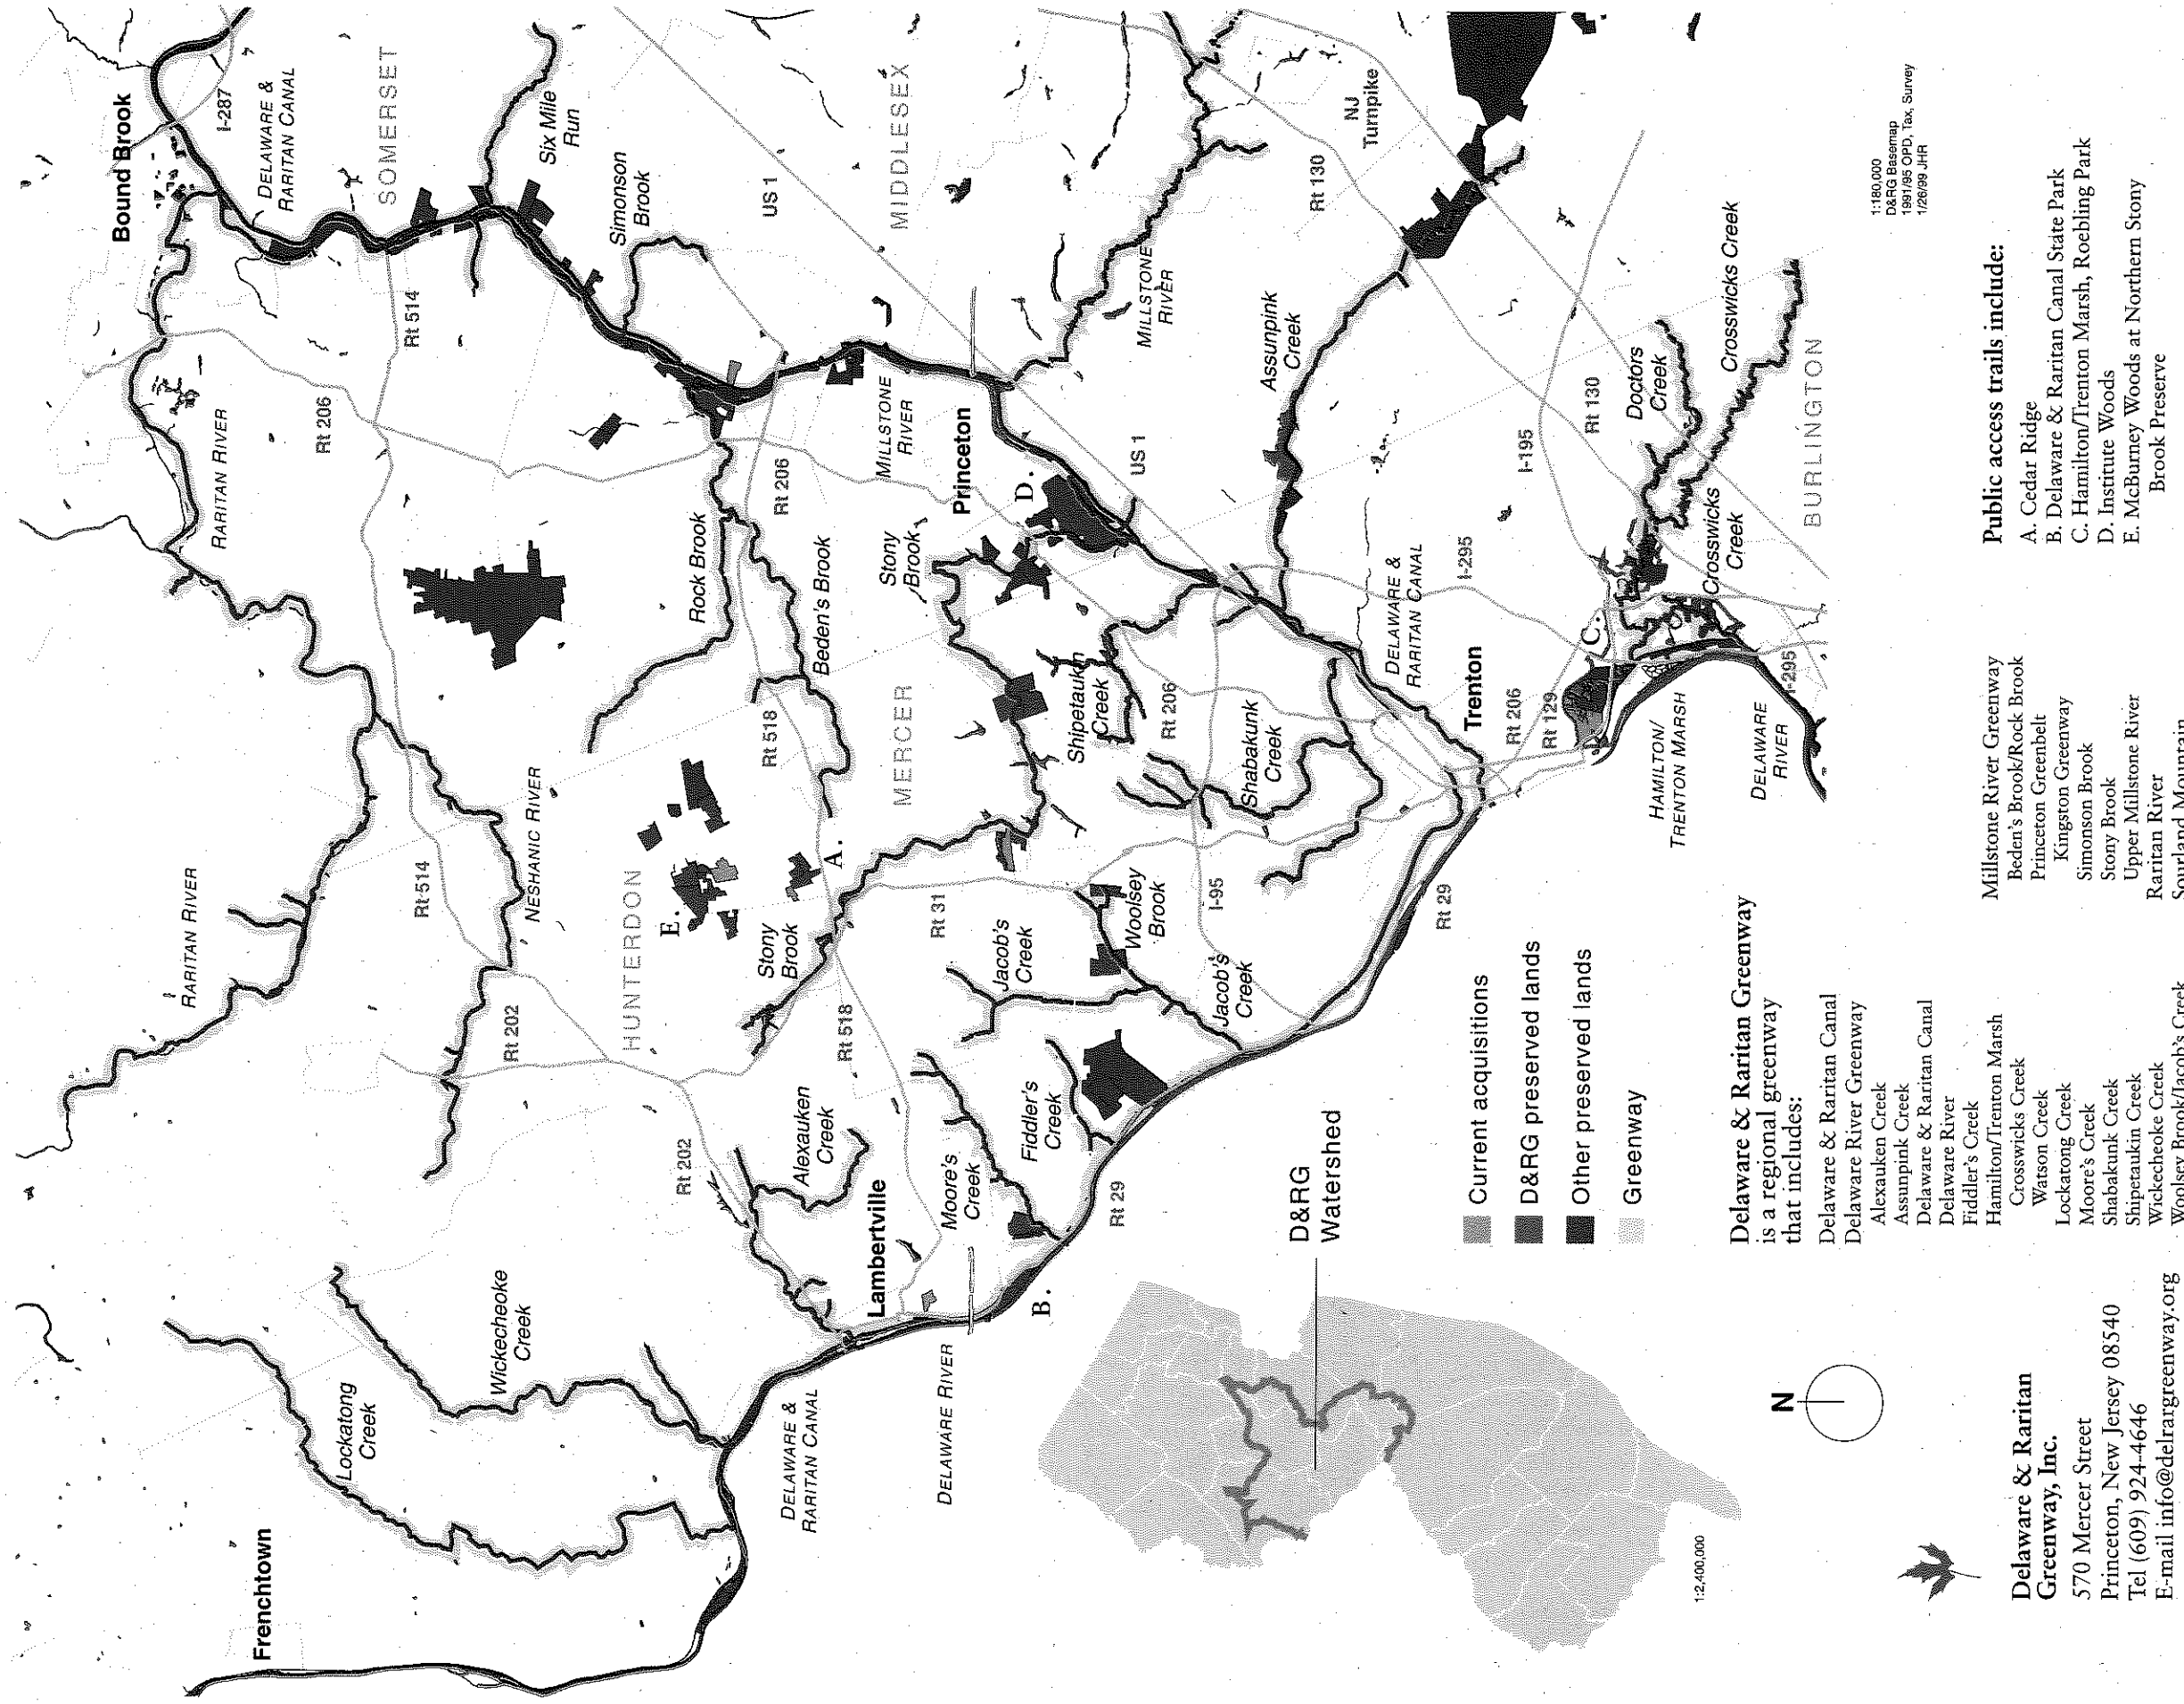 Frenchtown
Lockatong
Creek
Wickecheoke
Creek
DELAWARE &
RARITAN CANAL
DELAWARE RIVER
RARITAN RIVER
Rt 202
Rt 514
NESHANIC RIVER
HUNTERDON
E.
Rt 202
Alexauken
Creek
Lambertville
Moore's
Creek
B.
Rt 29
Fiddler's
Creek
Rt 518
Stony
Brook
A.
Rt 31
Jacob's
Creek
Woolsey
Brook
Jacob's
Creek
I-95
Rt 29
Bound Brook
I-287
DELAWARE &
RARITAN CANAL
SOMERSET
Six Mile
Run
Simonson
Brook
US 1
MIDDLESEX
RARITAN RIVER
Rt 206
Rt 514
Rock Brook
Rt 206
Beden's Brook
Rt 518
MERCER
MILLSTONE
RIVER
Stony
Brook
Princeton
D.
MILLSTONE
RIVER
US 1
Shipetaukin
Creek
Rt 206
Shabakunk
Creek
Assumpink
Creek
Rt 130
NJ
Turnpike
DELAWARE &
RARITAN CANAL
I-295
I-195
Rt 130
Doctors
Creek
Crosswicks Creek
Crosswicks
Creek
C.
Trenton
Rt 206
Rt 129
HAMILTON/
TRENTON MARSH
DELAWARE
RIVER
I-295
BURLINGTON
D&RG
Watershed
1:2,400,000
N
Current acquisitions
D&RG preserved lands
Other preserved lands
Greenway
1:180,000
D&RG Basemap
1991/95 OPD, Tax, Survey
1/26/99 JHR
Delaware & Raritan
Greenway, Inc.
570 Mercer Street
Princeton, New Jersey 08540
Tel (609) 924-4646
E-mail info@delrargreenway.org
Delaware & Raritan Greenway
is a regional greenway
that includes:
Delaware & Raritan Canal
Delaware River Greenway
Alexauken Creek
Assunpink Creek
Delaware & Raritan Canal
Delaware River
Fiddler's Creek
Hamilton/Trenton Marsh
Crosswicks Creek
Watson Creek
Lockatong Creek
Moore's Creek
Shabakunk Creek
Shipetaukin Creek
Wickecheoke Creek
Woolsey Brook/Jacob's Creek
Millstone River Greenway
Beden's Brook/Rock Brook
Princeton Greenbelt
Kingston Greenway
Simonson Brook
Stony Brook
Upper Millstone River
Raritan River
Sourland Mountain
Public access trails include:
A. Cedar Ridge
B. Delaware & Raritan Canal State Park
C. Hamilton/Trenton Marsh, Roebling Park
D. Institute Woods
E. McBurney Woods at Northern Stony
Brook Preserve